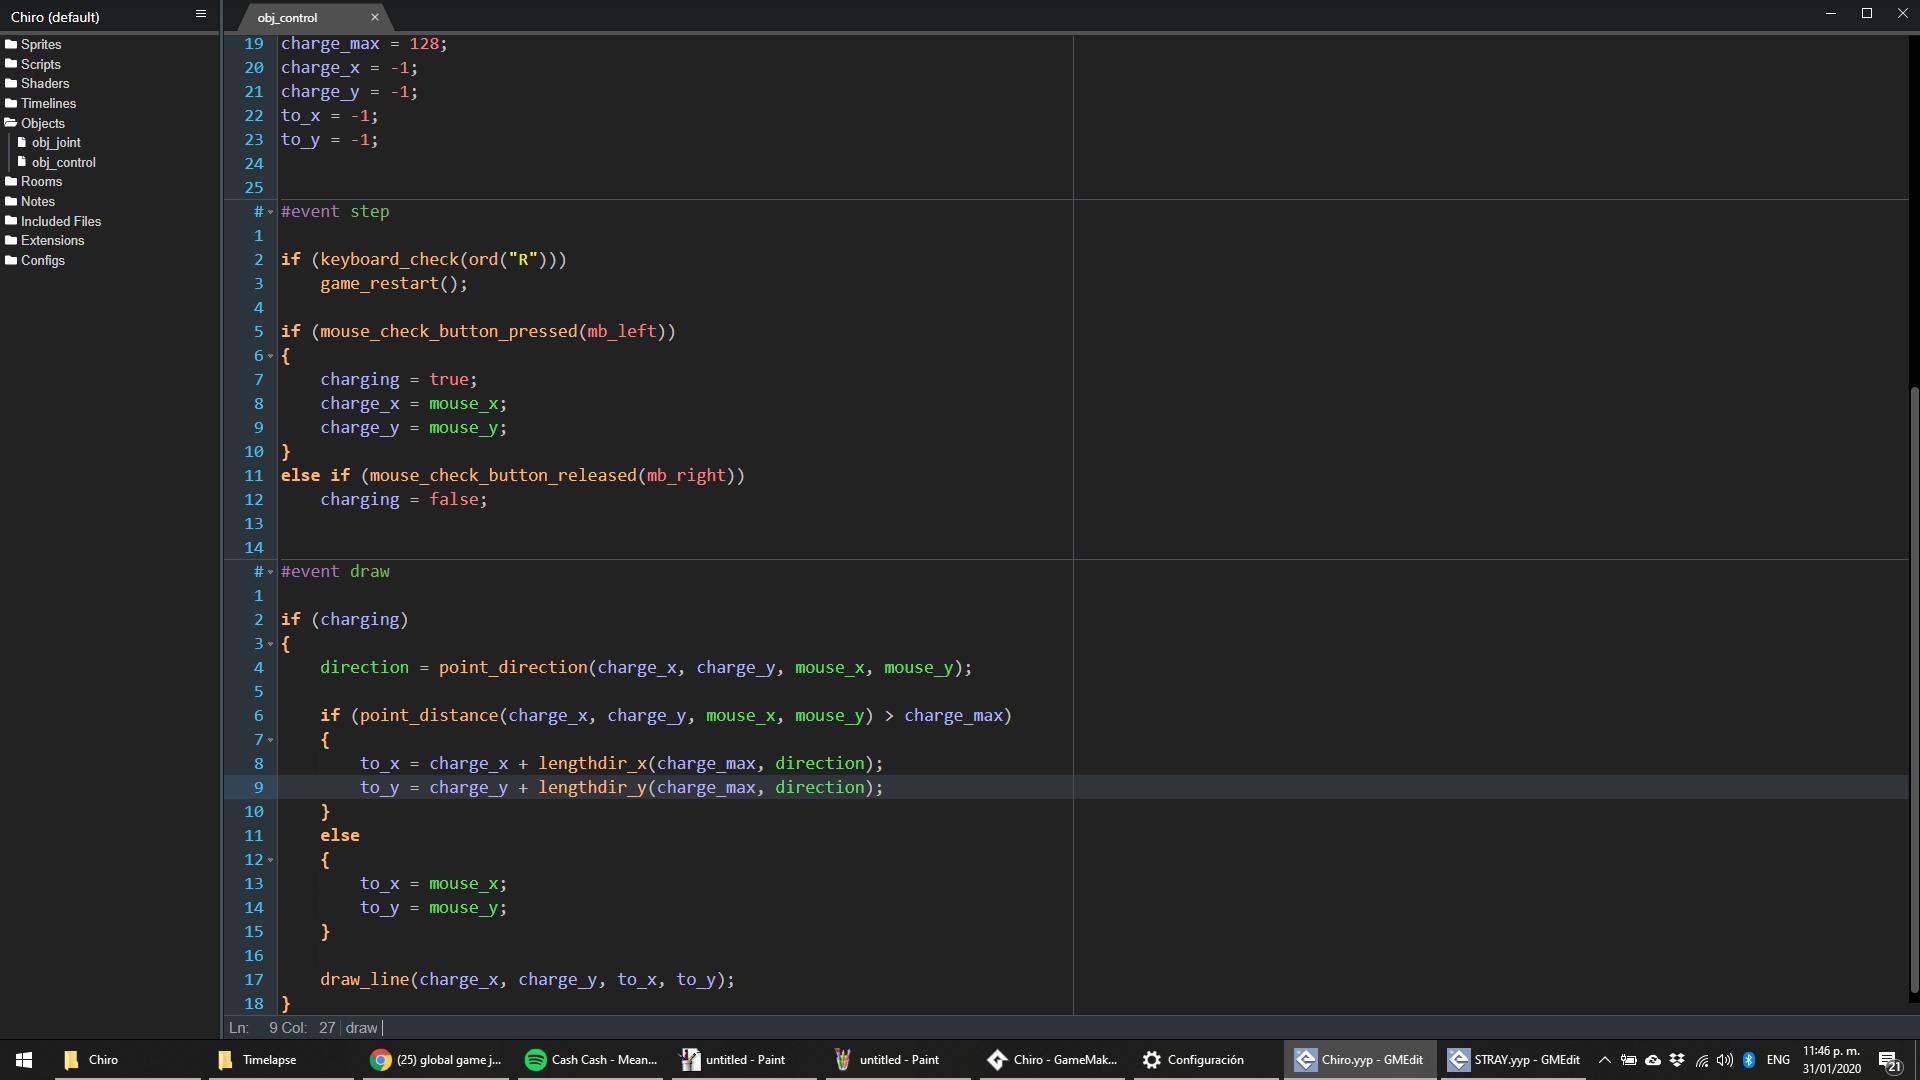 Chiro (default)
obj_control
Sprites
Scripts
Shaders
Timelines
Objects
obj_joint
obj_control
Rooms
Notes
Included Files
Extensions
Configs
19 charge_max = 128;
20 charge_x = -1;
21 charge_y = -1;
22 to_x = -1;
23 to_y = -1;
24
25
# #event step
1
2 if (keyboard_check(ord("R")))
3 game_restart();
4
5 if (mouse_check_button_pressed(mb_left))
6 {
7 charging = true;
8 charge_x = mouse_x;
9 charge_y = mouse_y;
10 }
11 else if (mouse_check_button_released(mb_right))
12 charging = false;
13
14
# #event draw
1
2 if (charging)
3 {
4 direction = point_direction(charge_x, charge_y, mouse_x, mouse_y);
5
6 if (point_distance(charge_x, charge_y, mouse_x, mouse_y) > charge_max)
7 {
8 to_x = charge_x + lengthdir_x(charge_max, direction);
9 to_y = charge_y + lengthdir_y(charge_max, direction);
10 }
11 else
12 {
13 to_x = mouse_x;
14 to_y = mouse_y;
15 }
16
17 draw_line(charge_x, charge_y, to_x, to_y);
18 }
Ln: 9 Col: 27 draw
Chiro
Timelapse
(25) global game j...
Cash Cash - Mean...
untitled - Paint
untitled - Paint
Chiro - GameMak...
Configuración
Chiro.yyp - GMEdit
STRAY.yyp - GMEdit
ENG
11:46 p. m.
31/01/2020
21